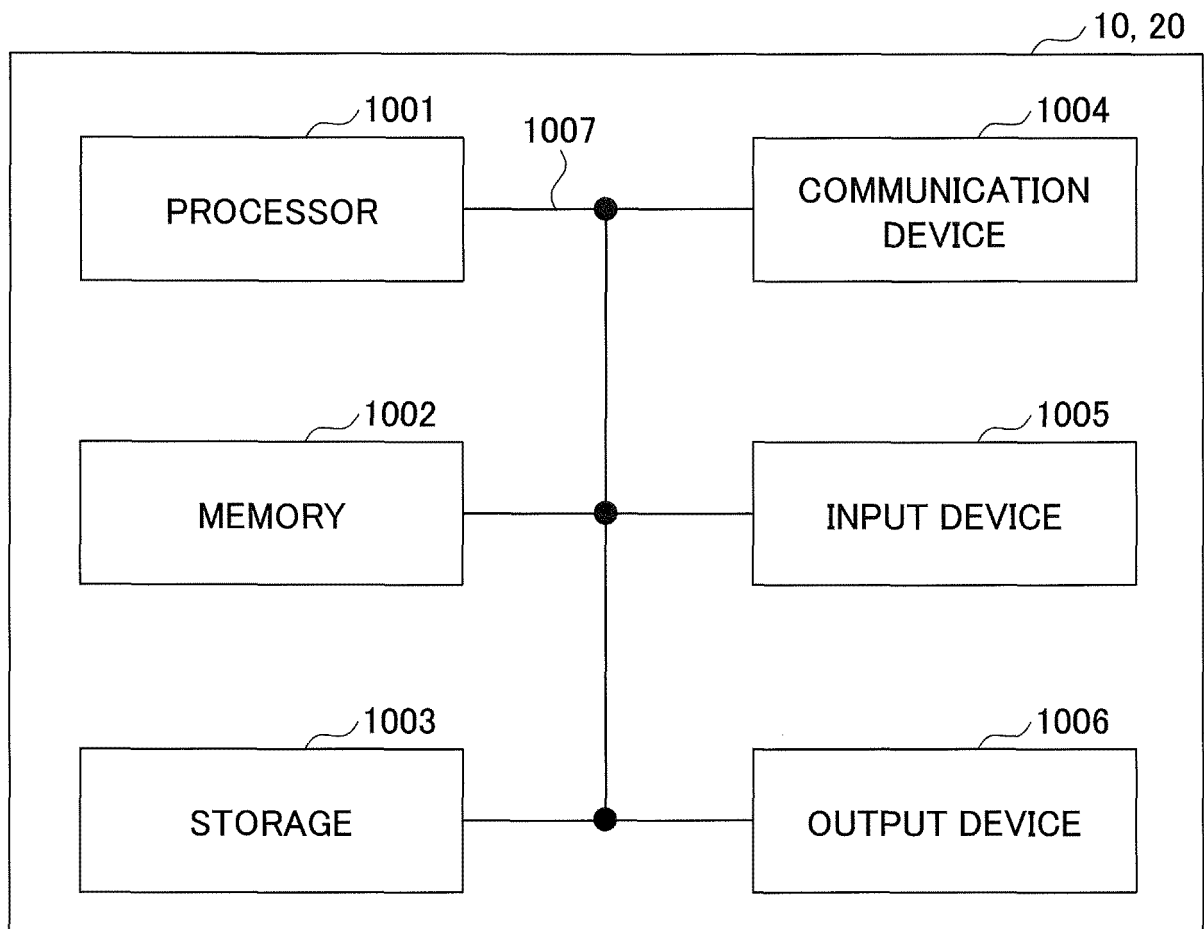 10, 20
1001
1007
1004
PROCESSOR
COMMUNICATION
DEVICE
1002
1005
MEMORY
INPUT DEVICE
1003
1006
STORAGE
OUTPUT DEVICE